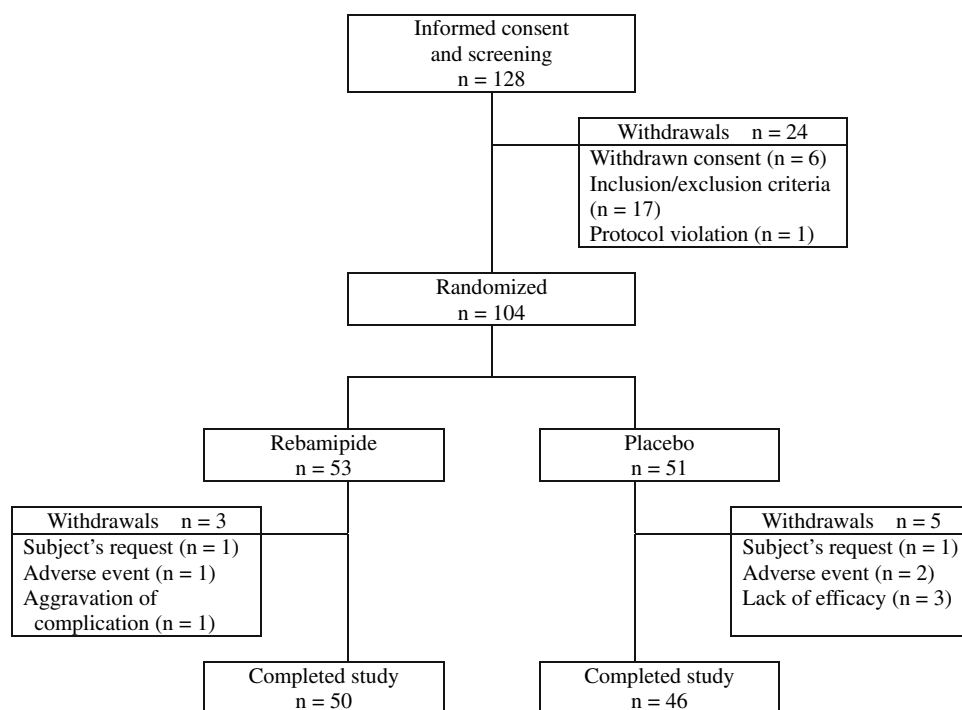 Informed consent
and screening
n = 128
Withdrawals n = 24
Withdrawn consent (n = 6)
Inclusion/exclusion criteria
(n = 17)
Protocol violation (n = 1)
Randomized
n = 104
Rebamipide
n = 53
Placebo
n = 51
Withdrawals n = 3
Subject's request (n = 1)
Adverse event (n = 1)
Aggravation of
complication (n = 1)
Withdrawals n = 5
Subject's request (n = 1)
Adverse event (n = 2)
Lack of efficacy (n = 3)
Completed study
n = 50
Completed study
n = 46